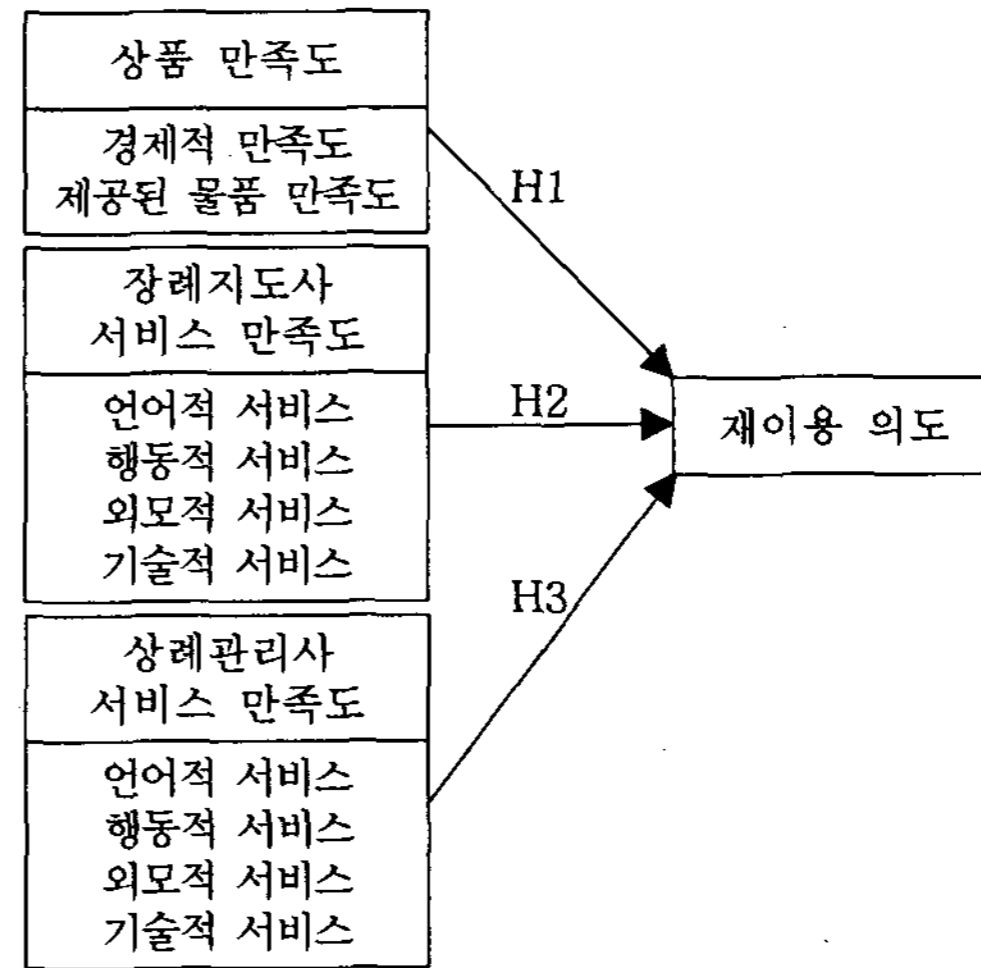 상품 만족도
경제적 만족도
제공된 물품 만족도
H1
장례지도사
서비스 만족도
언어적 서비스
행동적 서비스
외모적 서비스
기술적 서비스
H2
재이용 의도
상례관리사
서비스 만족도
언어적 서비스
행동적 서비스
외모적 서비스
기술적 서비스
H3